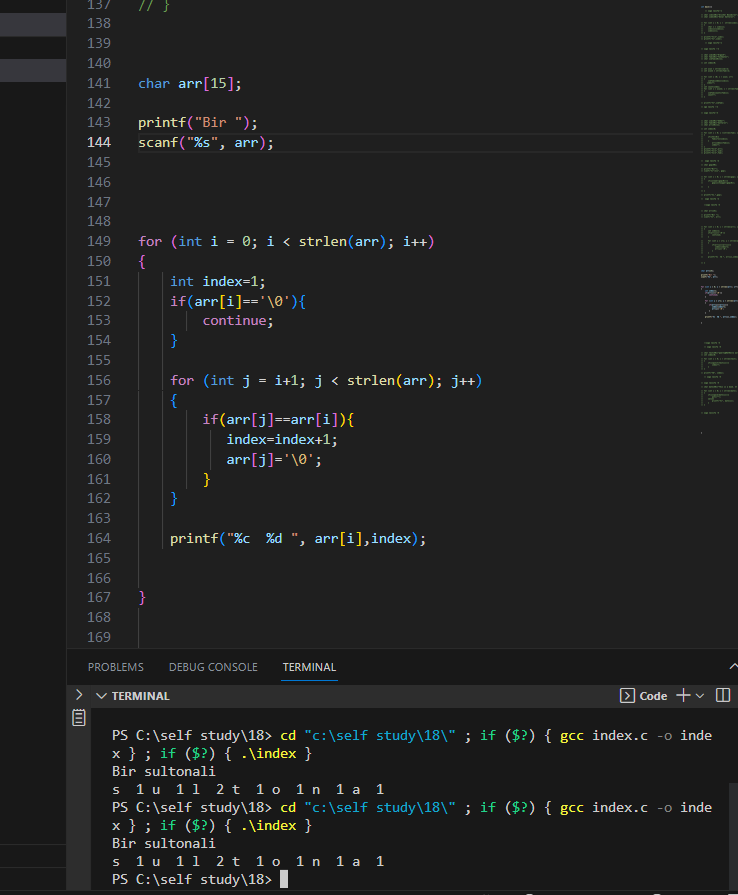 137 // }
138
139
140
141 char arr[15];
142
143 printf("Bir ");
144 scanf("%s", arr);
145
146
147
148
149 for (int i = 0; i < strlen(arr); i++)
150 {
151 int index=1;
152 if(arr[i]=='\0'){
153 continue;
154 }
155
156 for (int j = i+1; j < strlen(arr); j++)
157 {
158 if(arr[j]==arr[i]){
159 index=index+1;
160 arr[j]='\0';
161 }
162 }
163
164 printf("%c  %d ", arr[i],index);
165
166
167 }
168
169
PROBLEMS DEBUG CONSOLE TERMINAL
TERMINAL Code
PS C:\self study\18> cd "c:\self study\18\" ; if ($?) { gcc index.c -o inde
x } ; if ($?) { .\index }
Bir sultonali
s  1 u  1 l  2 t  1 o  1 n  1 a  1
PS C:\self study\18> cd "c:\self study\18\" ; if ($?) { gcc index.c -o inde
x } ; if ($?) { .\index }
Bir sultonali
s  1 u  1 l  2 t  1 o  1 n  1 a  1
PS C:\self study\18>